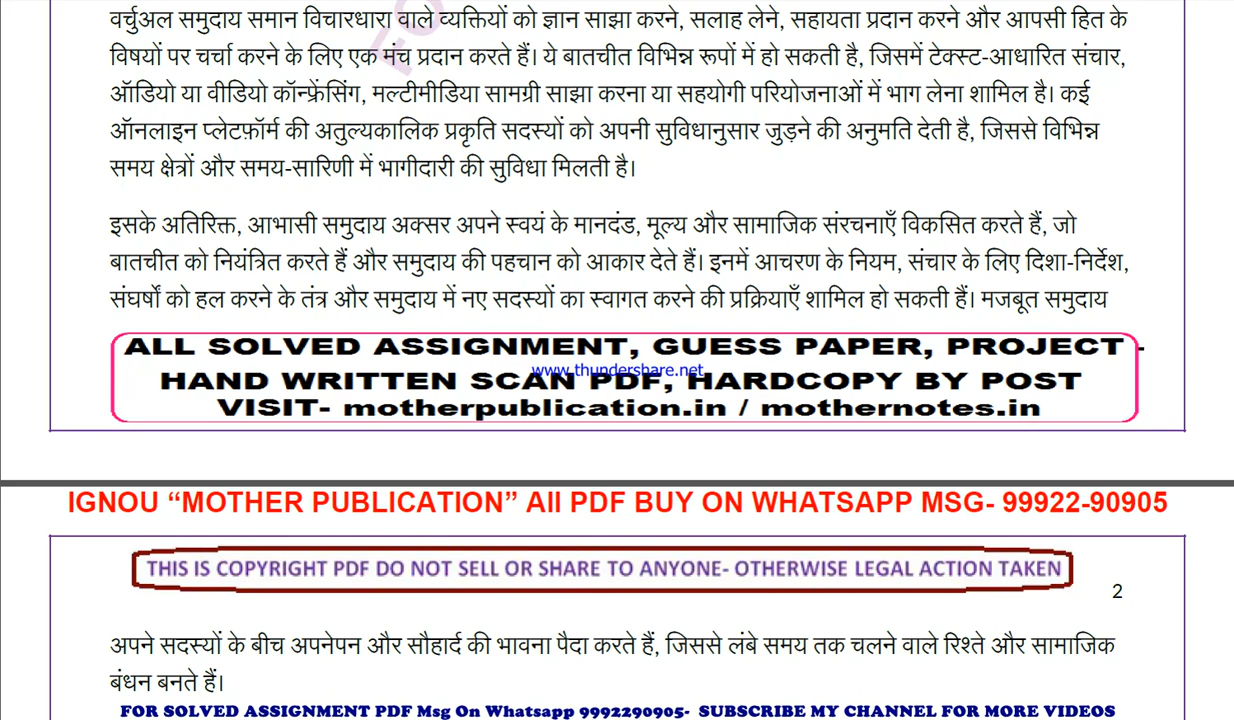 वर्चुअल समुदाय समान विचारधारा वाले व्यक्तियों को ज्ञान साझा करने, सलाह लेने, सहायता प्रदान करने और आपसी हित के
विषयों पर चर्चा करने के लिए एक मंच प्रदान करते हैं। ये बातचीत विभिन्न रूपों में हो सकती है, जिसमें टेक्स्ट-आधारित संचार,
ऑडियो या वीडियो कॉन्फ्रेंसिंग, मल्टीमीडिया सामग्री साझा करना या सहयोगी परियोजनाओं में भाग लेना शामिल है। कई
ऑनलाइन प्लेटफ़ॉर्म की अतुल्यकालिक प्रकृति सदस्यों को अपनी सुविधानुसार जुड़ने की अनुमति देती है, जिससे विभिन्न
समय क्षेत्रों और समय-सारिणी में भागीदारी की सुविधा मिलती है।
इसके अतिरिक्त, आभासी समुदाय अक्सर अपने स्वयं के मानदंड, मूल्य और सामाजिक संरचनाएँ विकसित करते हैं, जो
बातचीत को नियंत्रित करते हैं और समुदाय की पहचान को आकार देते हैं। इनमें आचरण के नियम, संचार के लिए दिशा-निर्देश,
संघर्षों को हल करने के तंत्र और समुदाय में नए सदस्यों का स्वागत करने की प्रक्रियाएँ शामिल हो सकती हैं। मजबूत समुदाय
ALL SOLVED ASSIGNMENT, GUESS PAPER, PROJECT -
www.thundershare.net
HAND WRITTEN SCAN PDF, HARDCOPY BY POST
VISIT- motherpublication.in / mothernotes.in
IGNOU “MOTHER PUBLICATION” All PDF BUY ON WHATSAPP MSG- 99922-90905
THIS IS COPYRIGHT PDF DO NOT SELL OR SHARE TO ANYONE- OTHERWISE LEGAL ACTION TAKEN
2
अपने सदस्यों के बीच अपनेपन और सौहार्द की भावना पैदा करते हैं, जिससे लंबे समय तक चलने वाले रिश्ते और सामाजिक
बंधन बनते हैं।
FOR SOLVED ASSIGNMENT PDF Msg On Whatsapp 9992290905- SUBSCRIBE MY CHANNEL FOR MORE VIDEOS